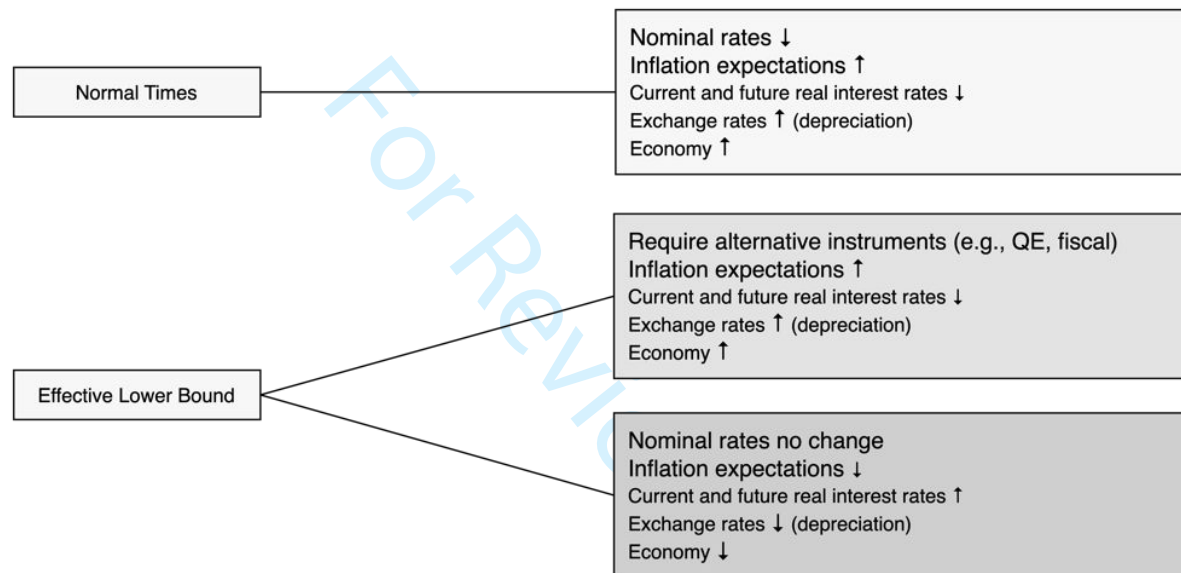 Normal Times
Nominal rates ↓
Inflation expectations ↑
Current and future real interest rates ↓
Exchange rates ↑ (depreciation)
Economy ↑
Effective Lower Bound
Require alternative instruments (e.g., QE, fiscal)
Inflation expectations ↑
Current and future real interest rates ↓
Exchange rates ↑ (depreciation)
Economy ↑
Nominal rates no change
Inflation expectations ↓
Current and future real interest rates ↑
Exchange rates ↓ (depreciation)
Economy ↓
For Revie